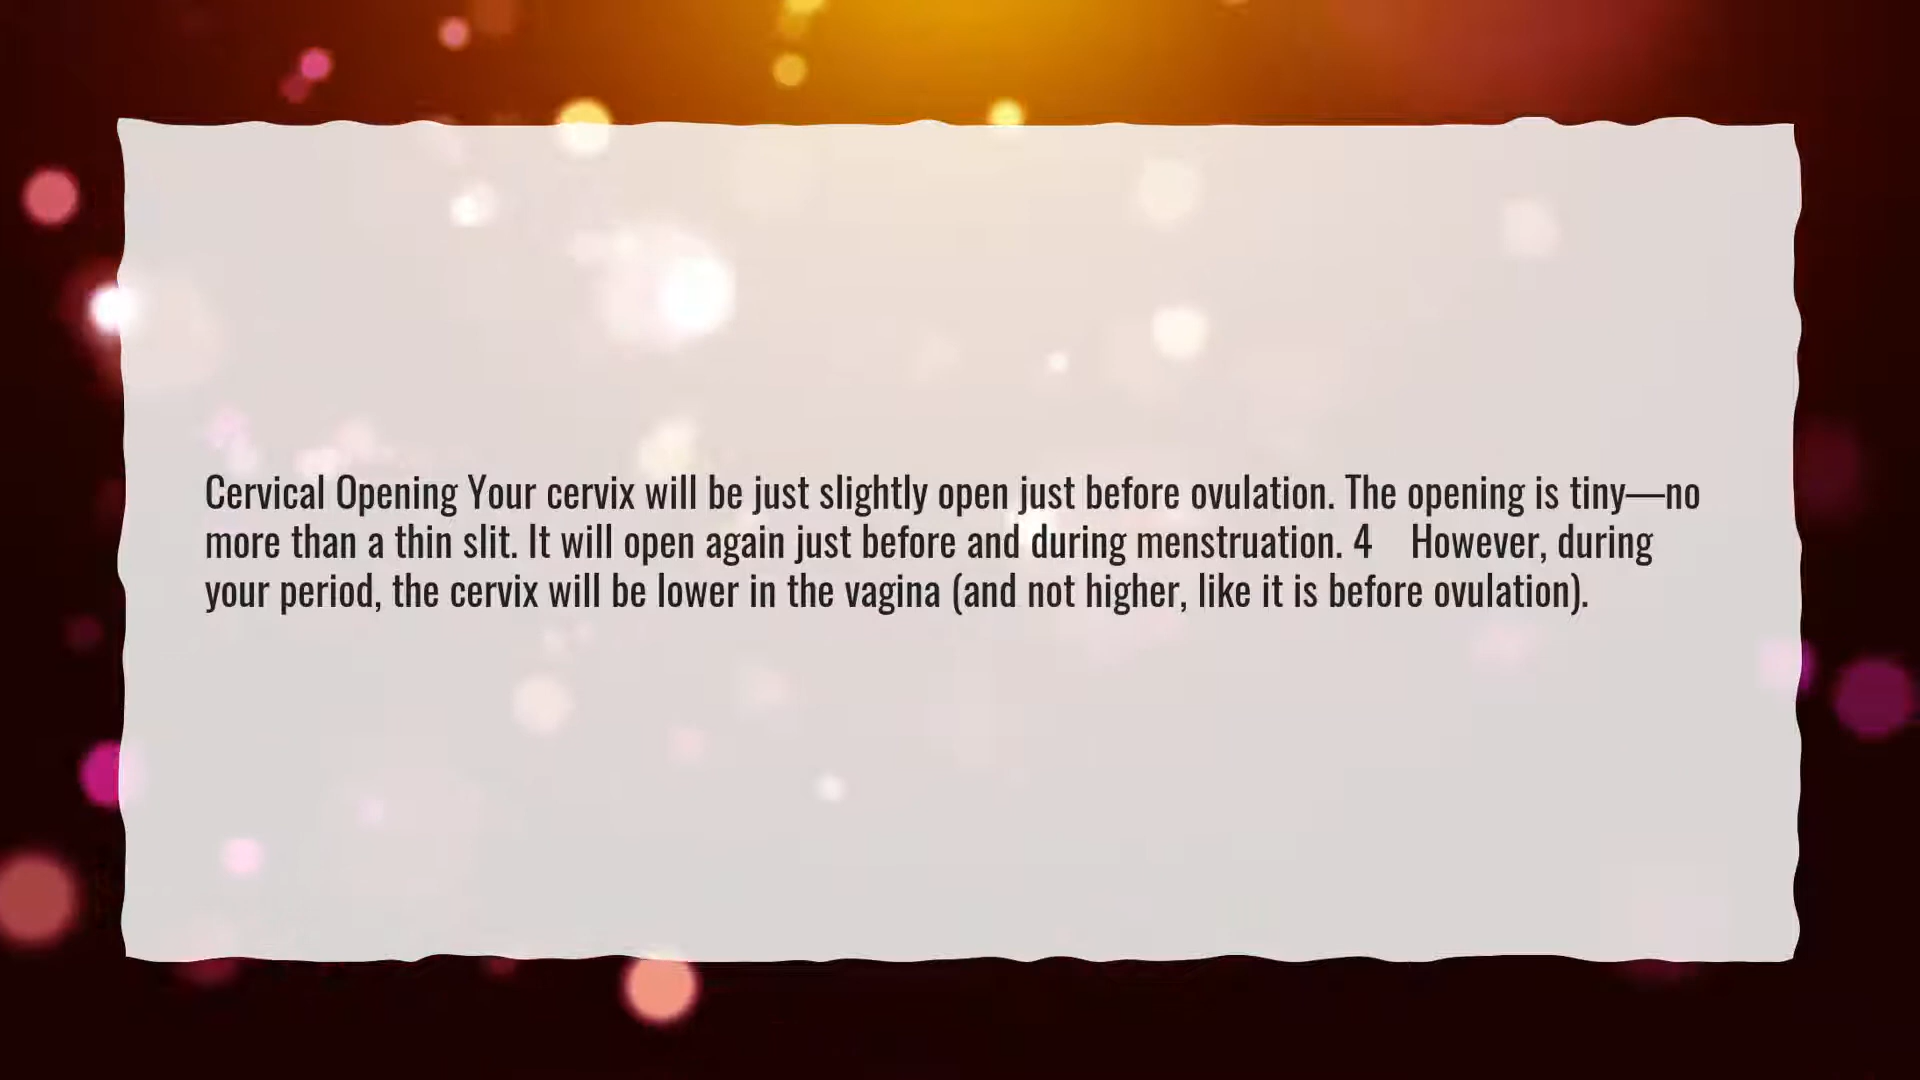 Cervical Opening Your cervix will be just slightly open just before ovulation. The opening is tiny—no
more than a thin slit. It will open again just before and during menstruation. 4    However, during
your period, the cervix will be lower in the vagina (and not higher, like it is before ovulation).